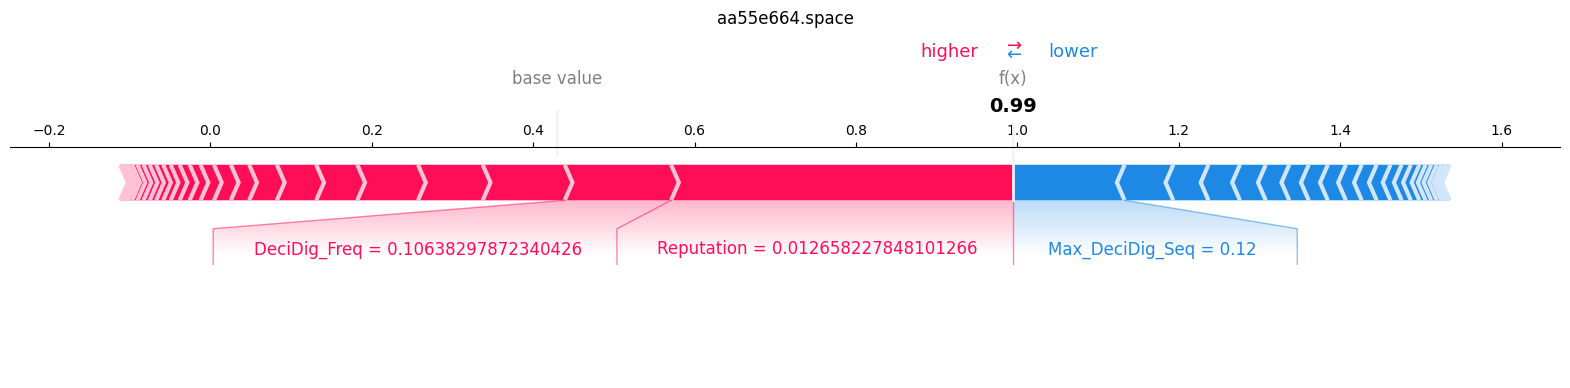 aa55e664.space
higher → ← lower
base value f(x)
0.99
−0.2 0.0 0.2 0.4 0.6 0.8 1.0 1.2 1.4 1.6
DeciDig_Freq = 0.10638297872340426 Reputation = 0.012658227848101266 Max_DeciDig_Seq = 0.12